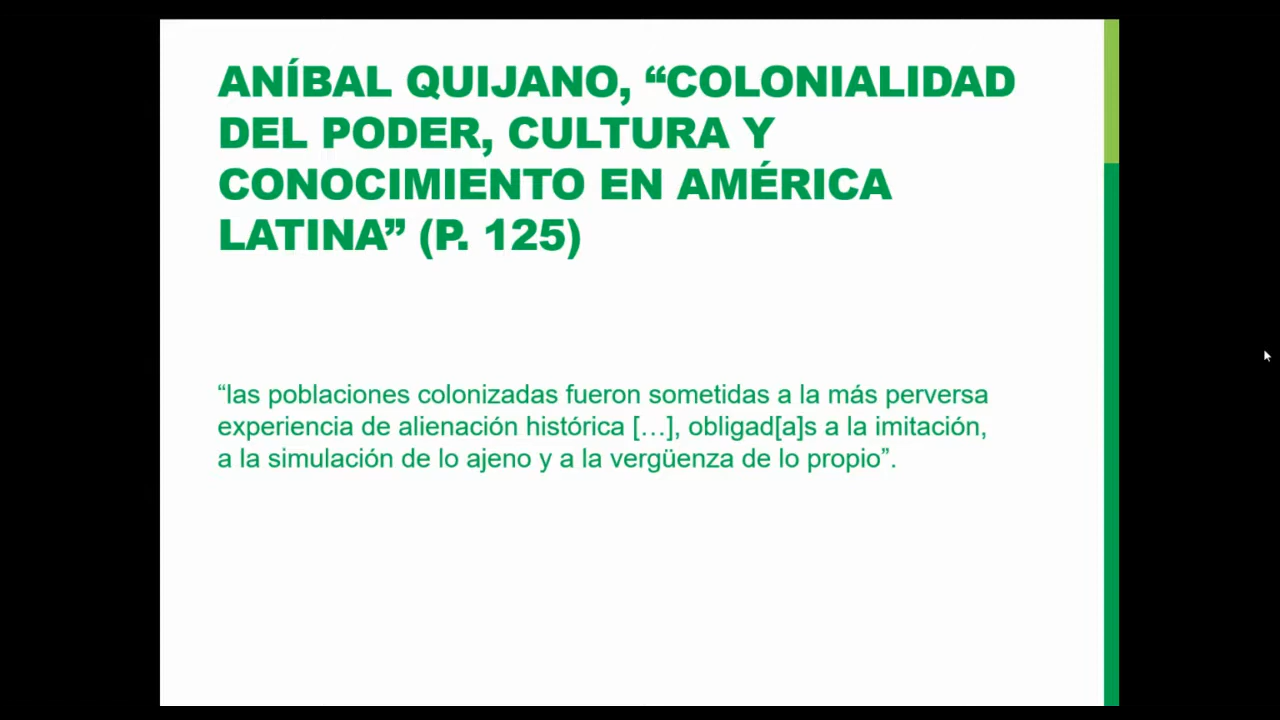 ANÍBAL QUIJANO, “COLONIALIDAD
DEL PODER, CULTURA Y
CONOCIMIENTO EN AMÉRICA
LATINA” (P. 125)
“las poblaciones colonizadas fueron sometidas a la más perversa
experiencia de alienación histórica […], obligad[a]s a la imitación,
a la simulación de lo ajeno y a la vergüenza de lo propio”.